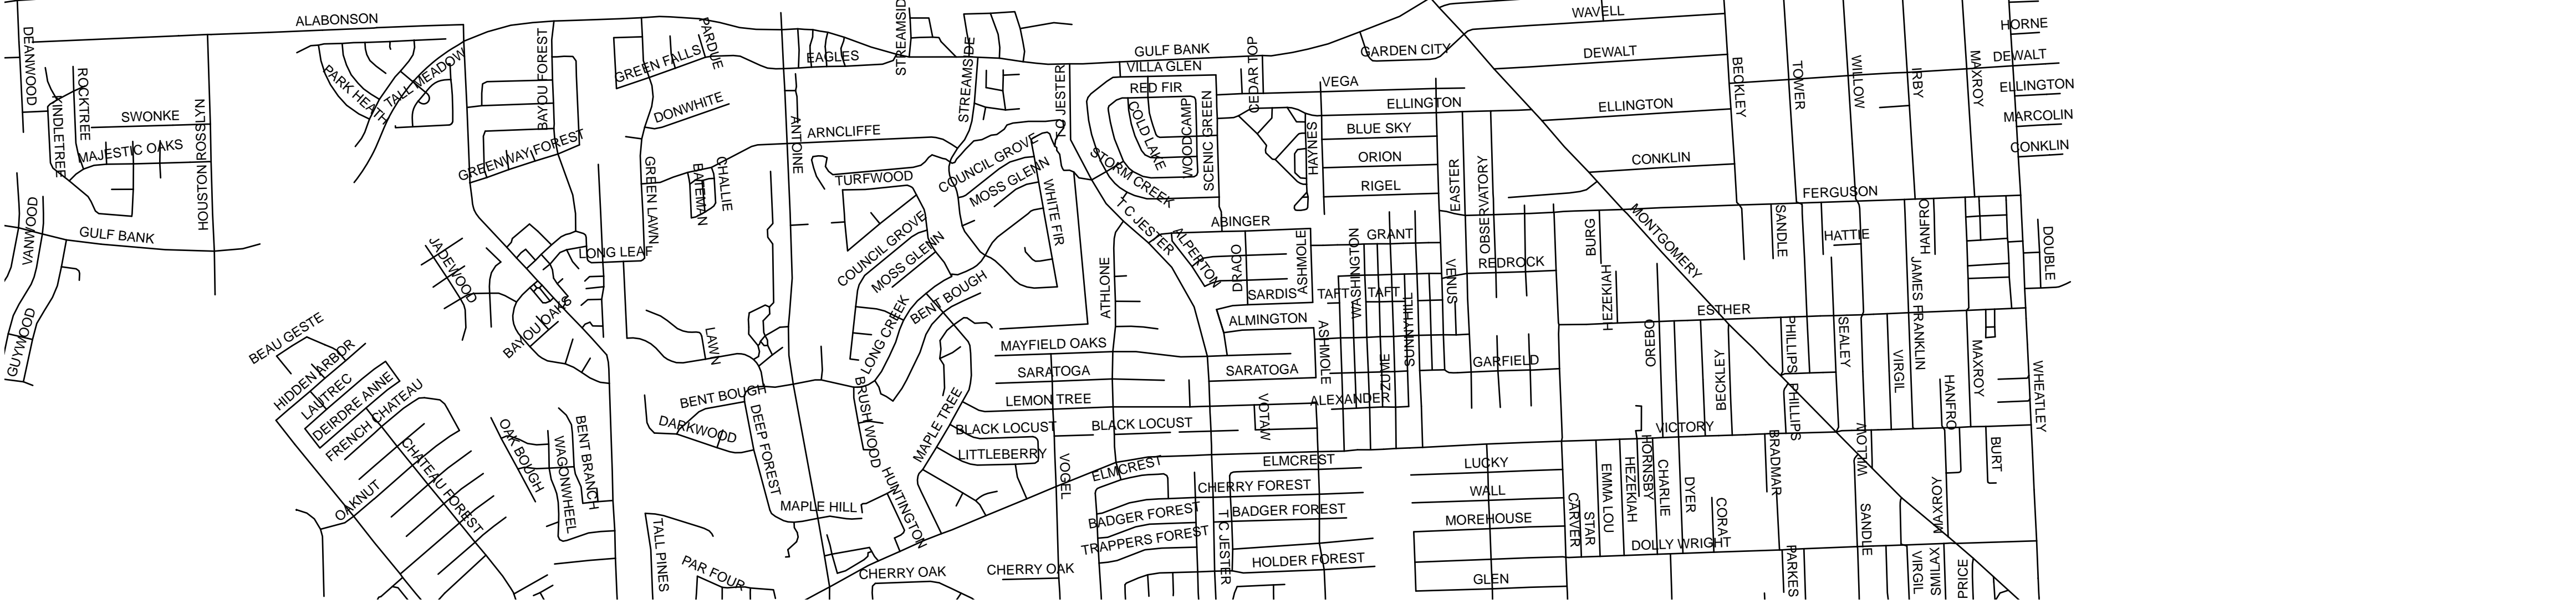 ALABONSON
DEANWOOD
ROCKTREE
KINDLETREE
SWONKE
MAJESTIC OAKS
HOUSTON ROSSLYN
VANWOOD
GULF BANK
GUYWOOD
PARK HEATH
TALL MEADOW
BAYOU FOREST
GREENWAY FOREST
JADEWOOD
LONG LEAF
BAYOU OAKS
BEAU GESTE
HIDDEN ARBOR
LAUTREC
DEIRDRE ANNE
FRENCH CHATEAU
CHATEAU FOREST
OAKNUT
OAK BOUGH
WAGONWHEEL
BENT BRANCH
GREEN FALLS
PARDUE
DONWHITE
GREEN LAWN
BATEMAN
CHALLIE
LAWN
BENT BOUGH
DARKWOOD
DEEP FOREST
TALL PINES
PAR FOUR
MAPLE HILL
ANTOINE
EAGLES
ARNCLIFFE
TURFWOOD
STREAMSID
STREAMSIDE
COUNCIL GROVE
MOSS GLENN
COUNCIL GROVE
MOSS GLENN
WHITE FIR
BENT BOUGH
LONG CREEK
BRUSHWOOD
HUNTINGTON
MAPLE TREE
CHERRY OAK
CHERRY OAK
MAYFIELD OAKS
SARATOGA
LEMON TREE
BLACK LOCUST
LITTLEBERRY
BLACK LOCUST
VOGEL
ELMCREST
BADGER FOREST
TRAPPERS FOREST
T C JESTER
GULF BANK
VILLA GLEN
RED FIR
COLD LAKE
WOODCAMP
SCENIC GREEN
STORM CREEK
T C JESTER
ATHLONE
ALPERTON
ABINGER
DRACO
ASHMOLE
SARDIS
ALMINGTON
SARATOGA
VOTAW
ELMCREST
CHERRY FOREST
BADGER FOREST
HOLDER FOREST
T C JESTER
CEDAR TOP
GARDEN CITY
VEGA
ELLINGTON
BLUE SKY
ORION
RIGEL
HAYNES
EASTER
OBSERVATORY
GRANT
WASHINGTON
TAFT
TAFT
ASHMOLE
MUZIE
SUNNYHILL
VENUS
REDROCK
GARFIELD
ALEXANDER
LUCKY
WALL
MOREHOUSE
GLEN
WAVELL
DEWALT
ELLINGTON
CONKLIN
BECKLEY
TOWER
WILLOW
IRBY
MAXROY
HORNE
DEWALT
ELLINGTON
MARCOLIN
CONKLIN
FERGUSON
MONTGOMERY
BURG
HEZEKIAH
SANDLE
HATTIE
HANFRO
JAMES FRANKLIN
DOUBLE
ESTHER
OREBO
BECKLEY
PHILLIPS
PHILLIPS
SEALEY
VIRGIL
HANFRO
MAXROY
WHEATLEY
VICTORY
BRADMAR
WILLOW
BURT
CARVER
STAR
EMMA LOU
HEZEKIAH
HORNSBY
CHARLIE
DYER
CORAL
DOLLY WRIGHT
PARKES
SANDLE
MAXROY
VIRGIL
SMILAX
PRICE